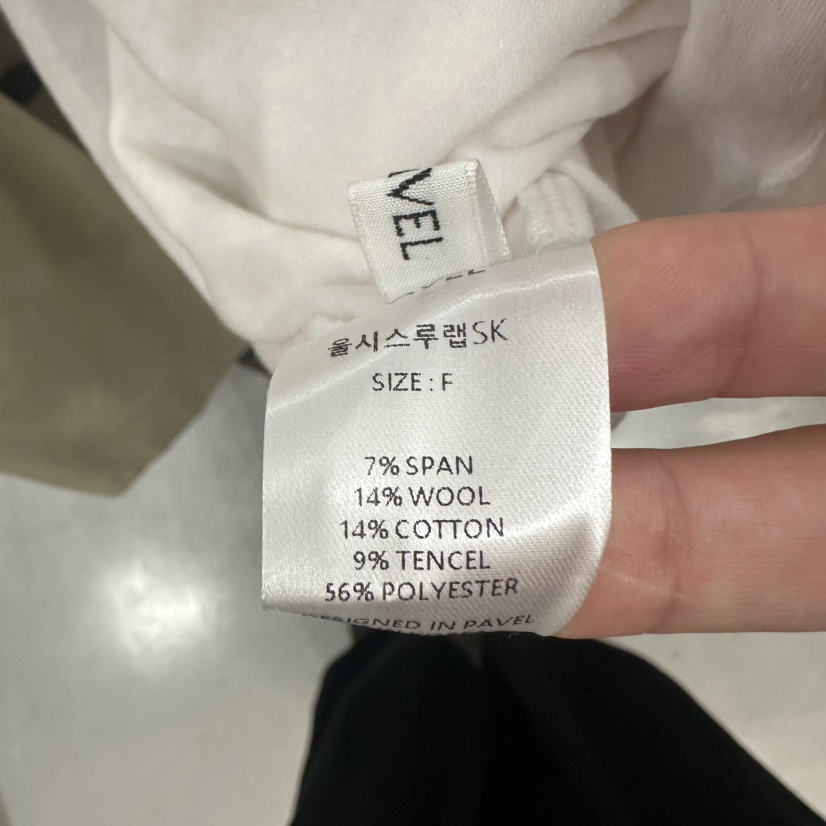 VEL
울시스루랩SK
SIZE : F
7% SPAN
14% WOOL
14% COTTON
9% TENCEL
56% POLYESTER
DESIGNED IN PAVEL